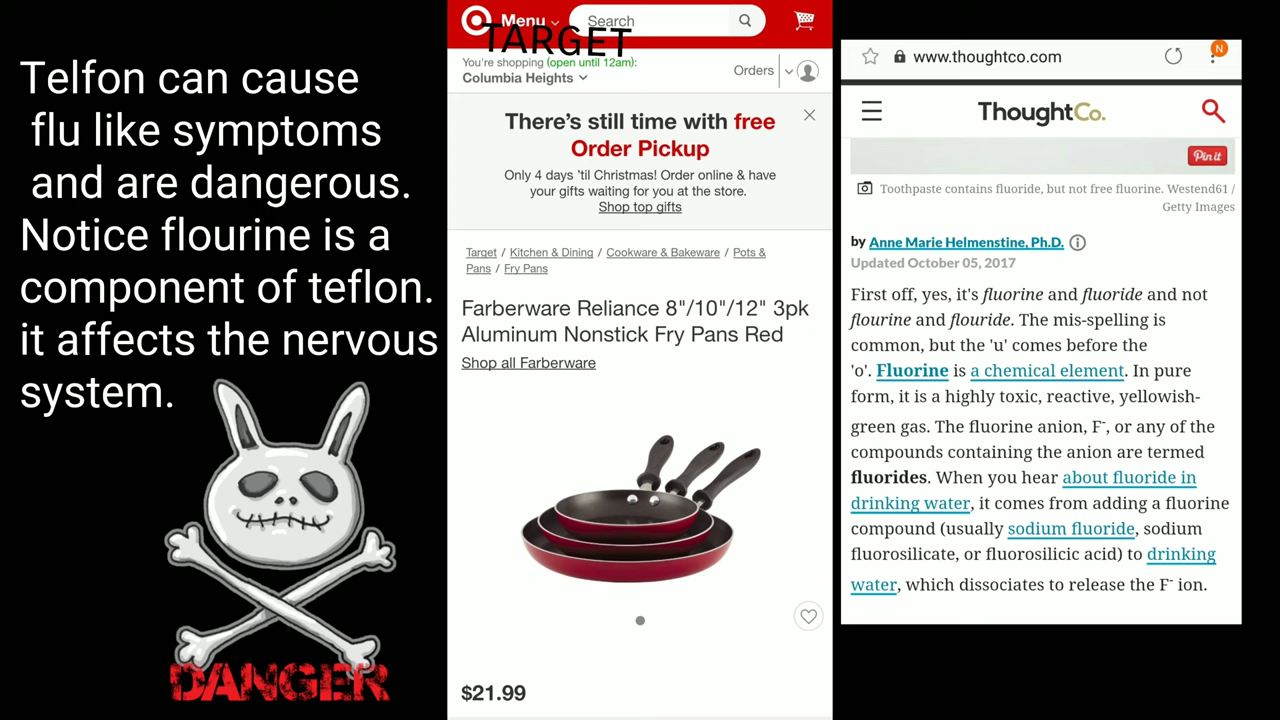 Telfon can cause
flu like symptoms
and are dangerous.
Notice flourine is a
component of teflon.
it affects the nervous
system.
DANGER
Menu
Search
TARGET
You're shopping (open until 12am):
Columbia Heights
Orders
There's still time with free
Order Pickup
Only 4 days 'til Christmas! Order online & have
your gifts waiting for you at the store.
Shop top gifts
Target / Kitchen & Dining / Cookware & Bakeware / Pots &
Pans / Fry Pans
Farberware Reliance 8"/10"/12" 3pk
Aluminum Nonstick Fry Pans Red
Shop all Farberware
$21.99
www.thoughtco.com
N
ThoughtCo.
Pin it
Toothpaste contains fluoride, but not free fluorine. Westend61 /
Getty Images
by Anne Marie Helmenstine, Ph.D.
Updated October 05, 2017
First off, yes, it's fluorine and fluoride and not
flourine and flouride. The mis-spelling is
common, but the 'u' comes before the
'o'. Fluorine is a chemical element. In pure
form, it is a highly toxic, reactive, yellowish-
green gas. The fluorine anion, F⁻, or any of the
compounds containing the anion are termed
fluorides. When you hear about fluoride in
drinking water, it comes from adding a fluorine
compound (usually sodium fluoride, sodium
fluorosilicate, or fluorosilicic acid) to drinking
water, which dissociates to release the F⁻ ion.